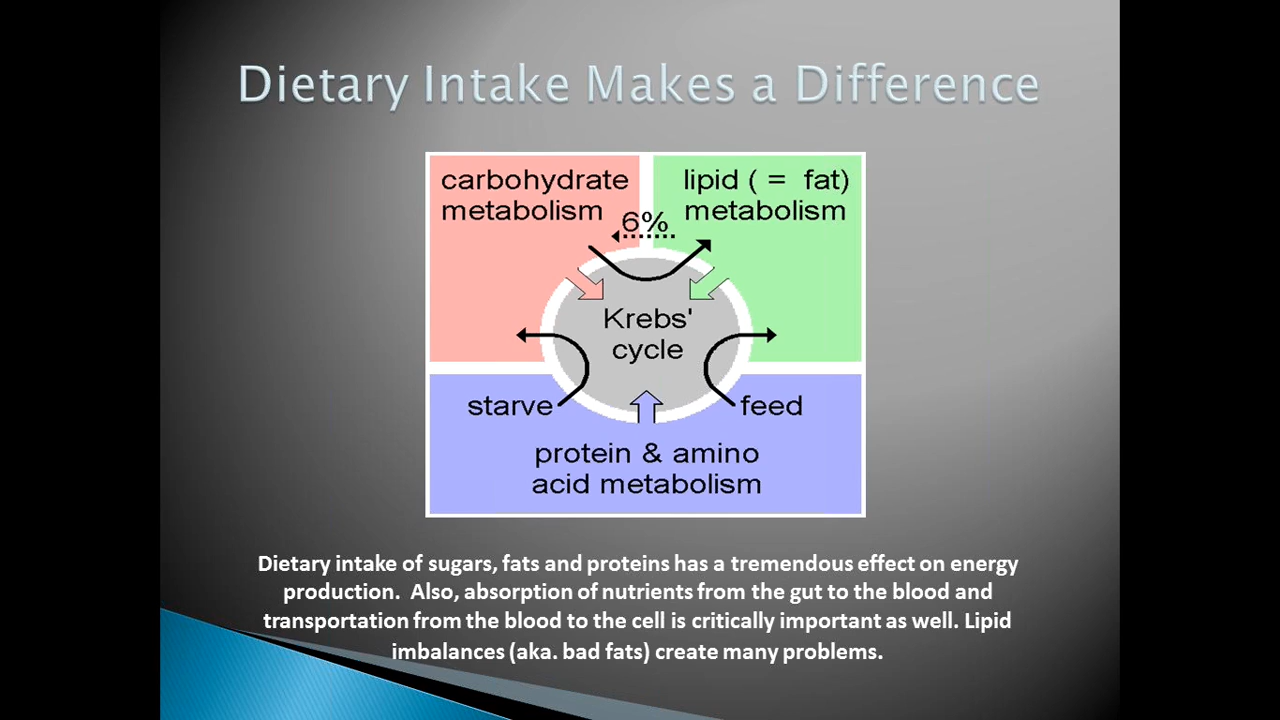 Dietary Intake Makes a Difference
carbohydrate
metabolism
lipid ( = fat)
metabolism
6%
Krebs'
cycle
starve
feed
protein & amino
acid metabolism
Dietary intake of sugars, fats and proteins has a tremendous effect on energy
production. Also, absorption of nutrients from the gut to the blood and
transportation from the blood to the cell is critically important as well. Lipid
imbalances (aka. bad fats) create many problems.